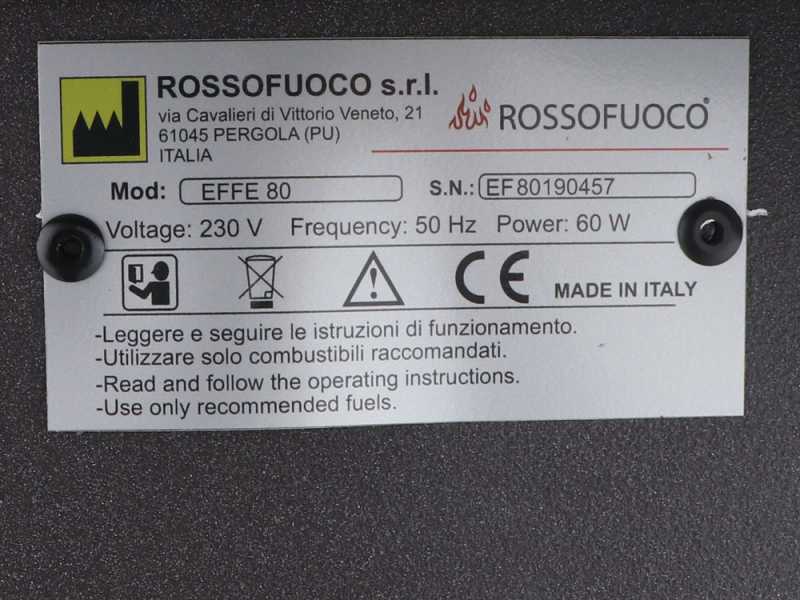 ROSSOFUOCO s.r.l.
via Cavalieri di Vittorio Veneto, 21
61045 PERGOLA (PU)
ITALIA
ROSSOFUOCO®
Mod: EFFE 80 S.N.: EF80190457
Voltage: 230 V Frequency: 50 Hz Power: 60 W
CE MADE IN ITALY
-Leggere e seguire le istruzioni di funzionamento.
-Utilizzare solo combustibili raccomandati.
-Read and follow the operating instructions.
-Use only recommended fuels.